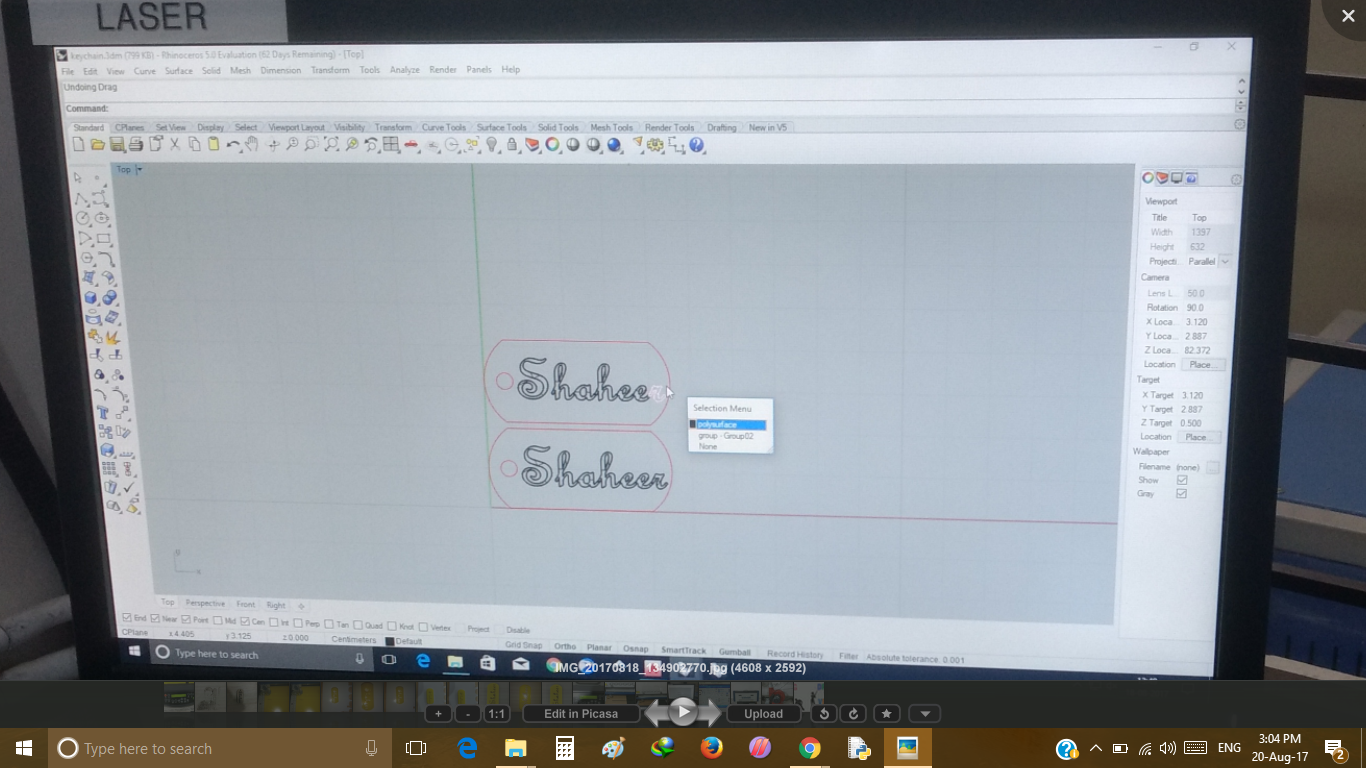 LASER
keychain.3dm (799 KB) - Rhinoceros 5.0 Evaluation (62 Days Remaining) - [Top]
File Edit View Curve Surface Solid Mesh Dimension Transform Tools Analyze Render Panels Help
Undoing Drag
Command:
Standard CPlanes Set View Display Select Viewport Layout Visibility Transform Curve Tools Surface Tools Solid Tools Mesh Tools Render Tools Drafting New in V5
Top
Viewport
Title Top
Width 1397
Height 632
Projecti... Parallel
Camera
Lens L... 50.0
Rotation 90.0
X Loca... 3.120
Y Loca... 2.887
Z Loca... 82.372
Location Place...
Target
X Target 3.120
Y Target 2.887
Z Target 0.500
Location Place...
Wallpaper
Filename (none) ...
Show
Gray
Shaheer
Selection Menu
polysurface
group - Group02
None
Shaheer
y
x
Top Perspective Front Right
End Near Point Mid Cen Int Perp Tan Quad Knot Vertex Project Disable
CPlane x 4.405 y 3.125 z 0.000 Centimeters Default Grid Snap Ortho Planar Osnap SmartTrack Gumball Record History Filter Absolute tolerance: 0.001
Type here to search
IMG_20170818_134902770.jpg (4608 x 2592)
+ - 1:1 Edit in Picasa Upload
Type here to search
ENG
3:04 PM
20-Aug-17
2